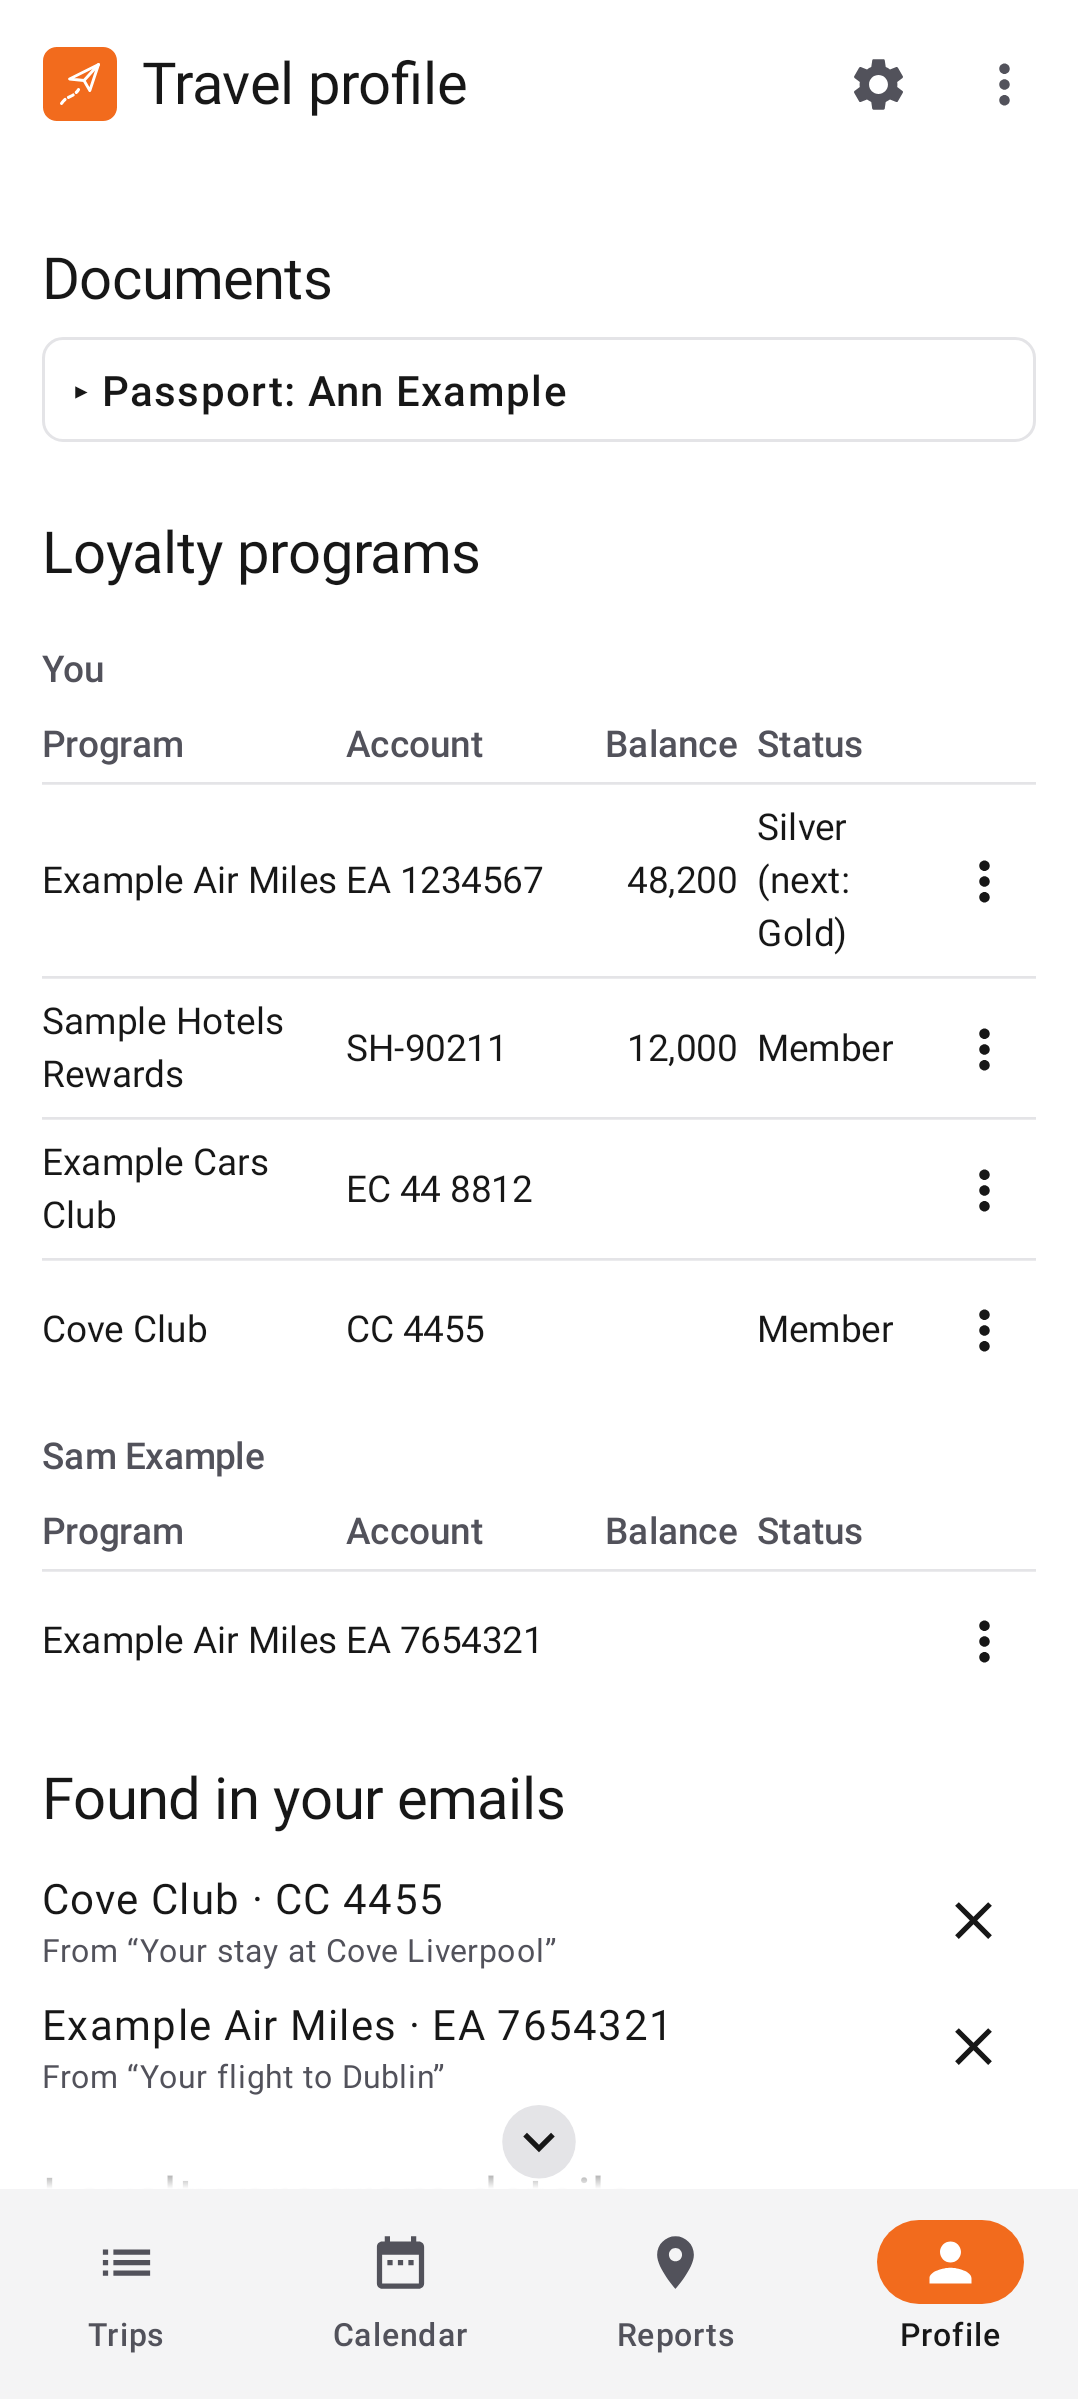 Travel profile
Documents
▸ Passport: Ann Example
Loyalty programs
You
Program Account Balance Status
Example Air Miles EA 1234567 48,200 Silver (next: Gold)
Sample Hotels Rewards SH-90211 12,000 Member
Example Cars Club EC 44 8812
Cove Club CC 4455 Member
Sam Example
Program Account Balance Status
Example Air Miles EA 7654321
Found in your emails
Cove Club · CC 4455
From “Your stay at Cove Liverpool”
Example Air Miles · EA 7654321
From “Your flight to Dublin”
Trips Calendar Reports Profile